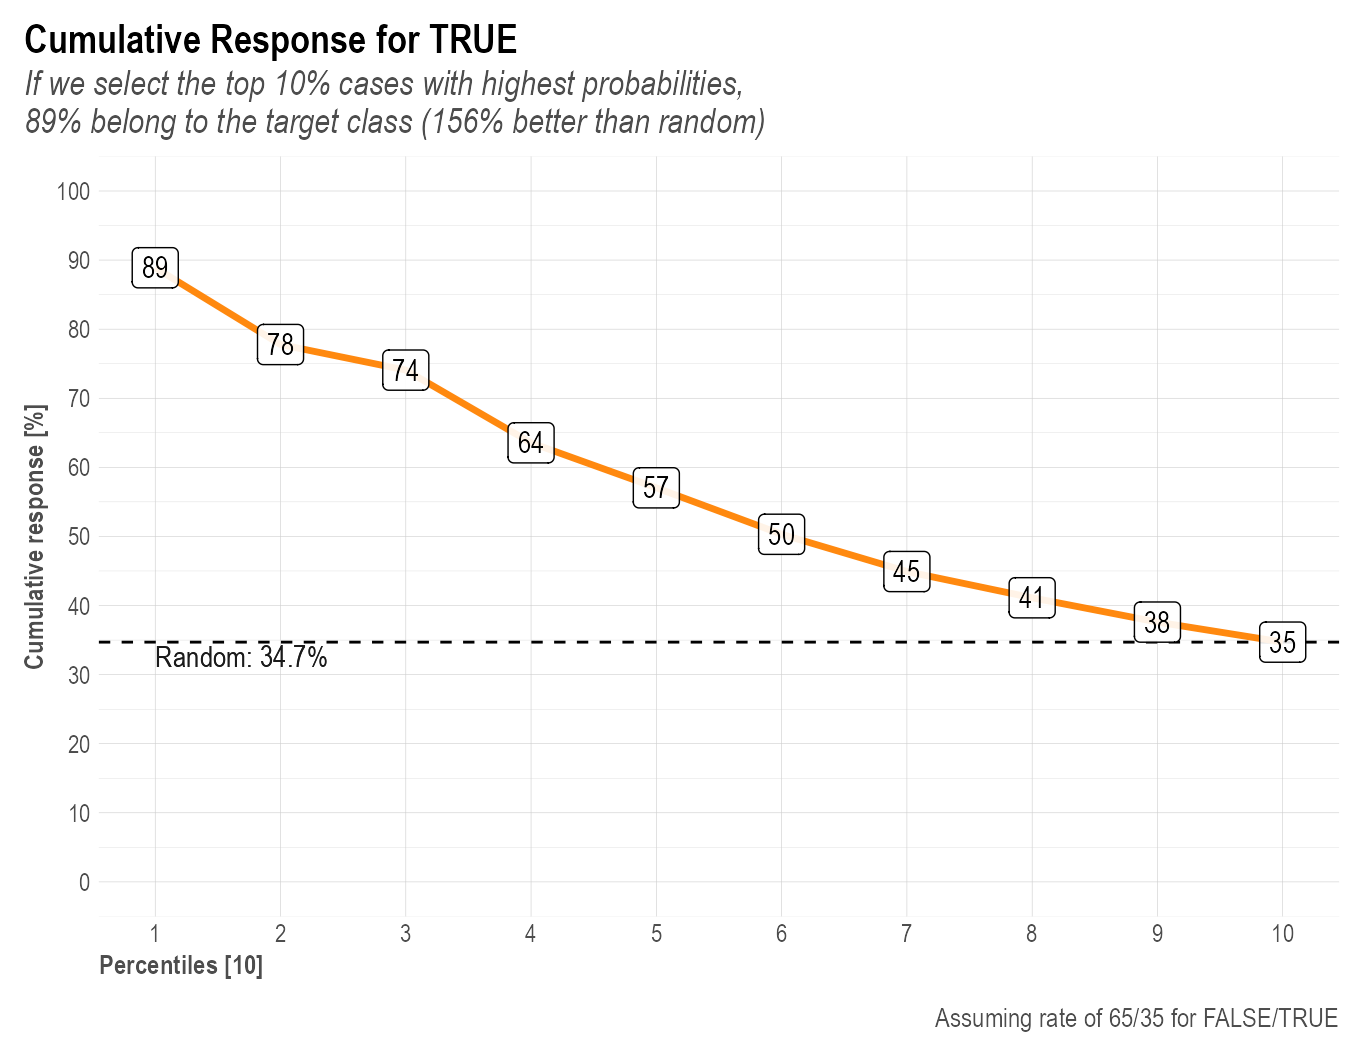 Cumulative Response for TRUE
If we select the top 10% cases with highest probabilities,
89% belong to the target class (156% better than random)
Cumulative response [%]
100
90
80
70
60
50
40
30
20
10
0
89
78
74
64
57
50
45
41
38
35
Random: 34.7%
1 2 3 4 5 6 7 8 9 10
Percentiles [10]
Assuming rate of 65/35 for FALSE/TRUE